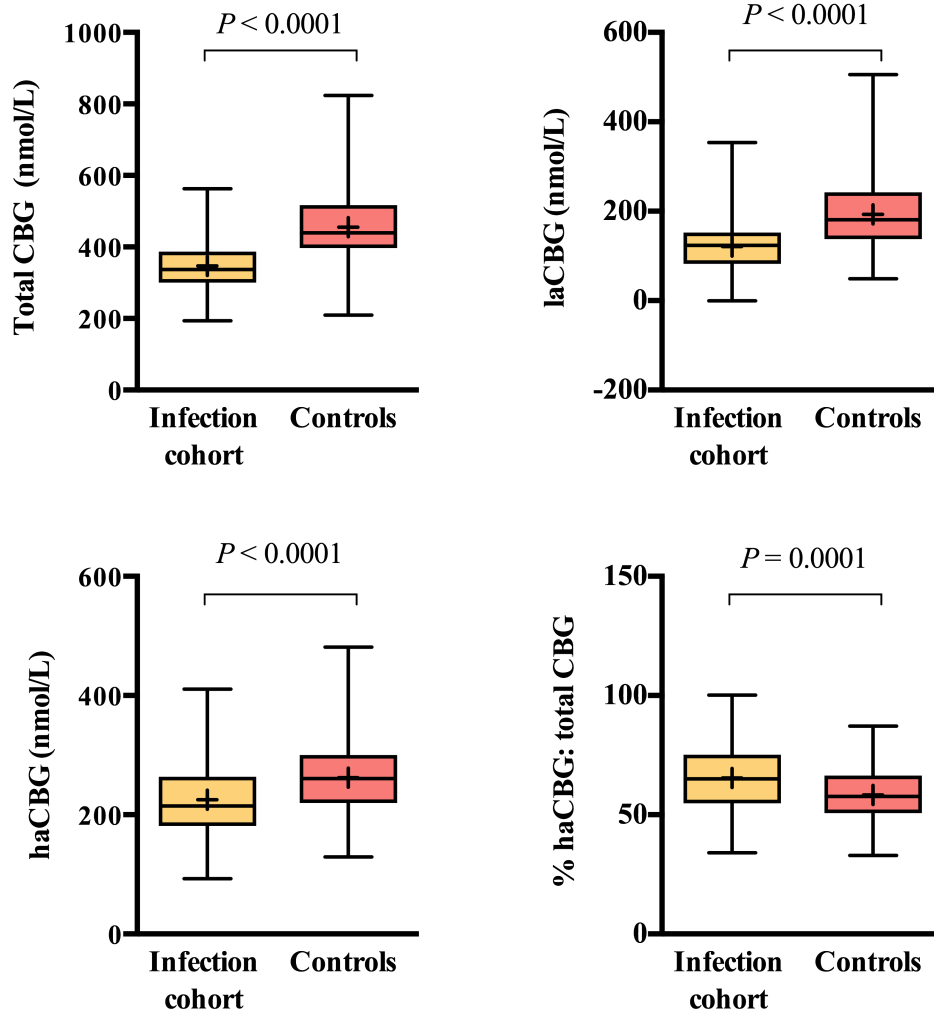 P < 0.0001
Total CBG (nmol/L)
1000
800
600
400
200
0
Infection
cohort
Controls
P < 0.0001
laCBG (nmol/L)
600
400
200
0
-200
Infection
cohort
Controls
P < 0.0001
haCBG (nmol/L)
600
400
200
0
Infection
cohort
Controls
P = 0.0001
% haCBG: total CBG
150
100
50
0
Infection
cohort
Controls